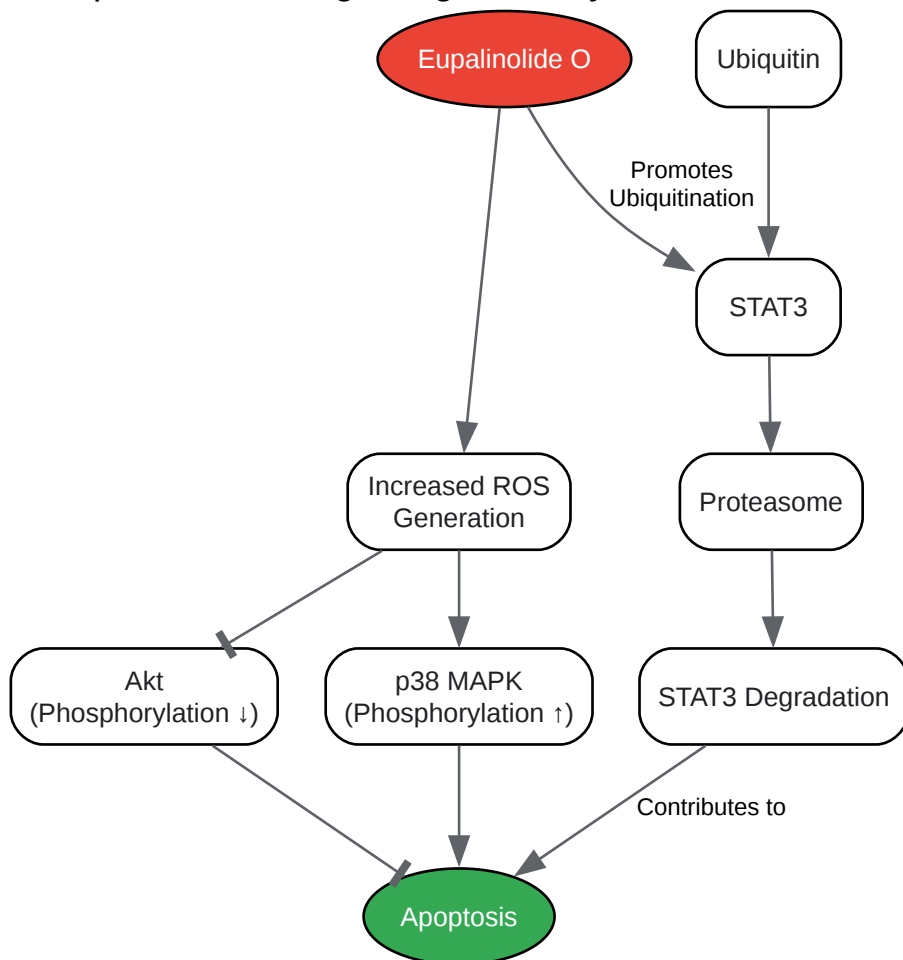 Eupalinolide O
Ubiquitin
Promotes
Ubiquitination
STAT3
Increased ROS
Generation
Proteasome
Akt
(Phosphorylation ↓)
p38 MAPK
(Phosphorylation ↑)
STAT3 Degradation
Contributes to
Apoptosis